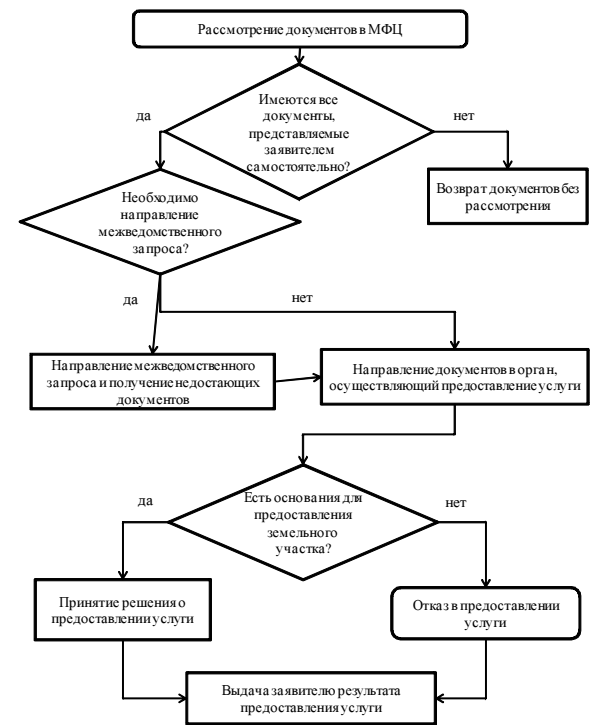 Рассмотрение документов в МФЦ
Имеются все
документы,
представляемые
заявителем
самостоятельно?
да
нет
Необходимо
направление
межведомственного
запроса?
Возврат документов без
рассмотрения
да
нет
Направление межведомственного
запроса и получение недостающих
документов
Направление документов в орган,
осуществляющий предоставление услуги
Есть основания для
предоставления
земельного
участка?
да
нет
Принятие решения о
предоставлении услуги
Отказ в предоставлении
услуги
Выдача заявителю результата
предоставления услуги